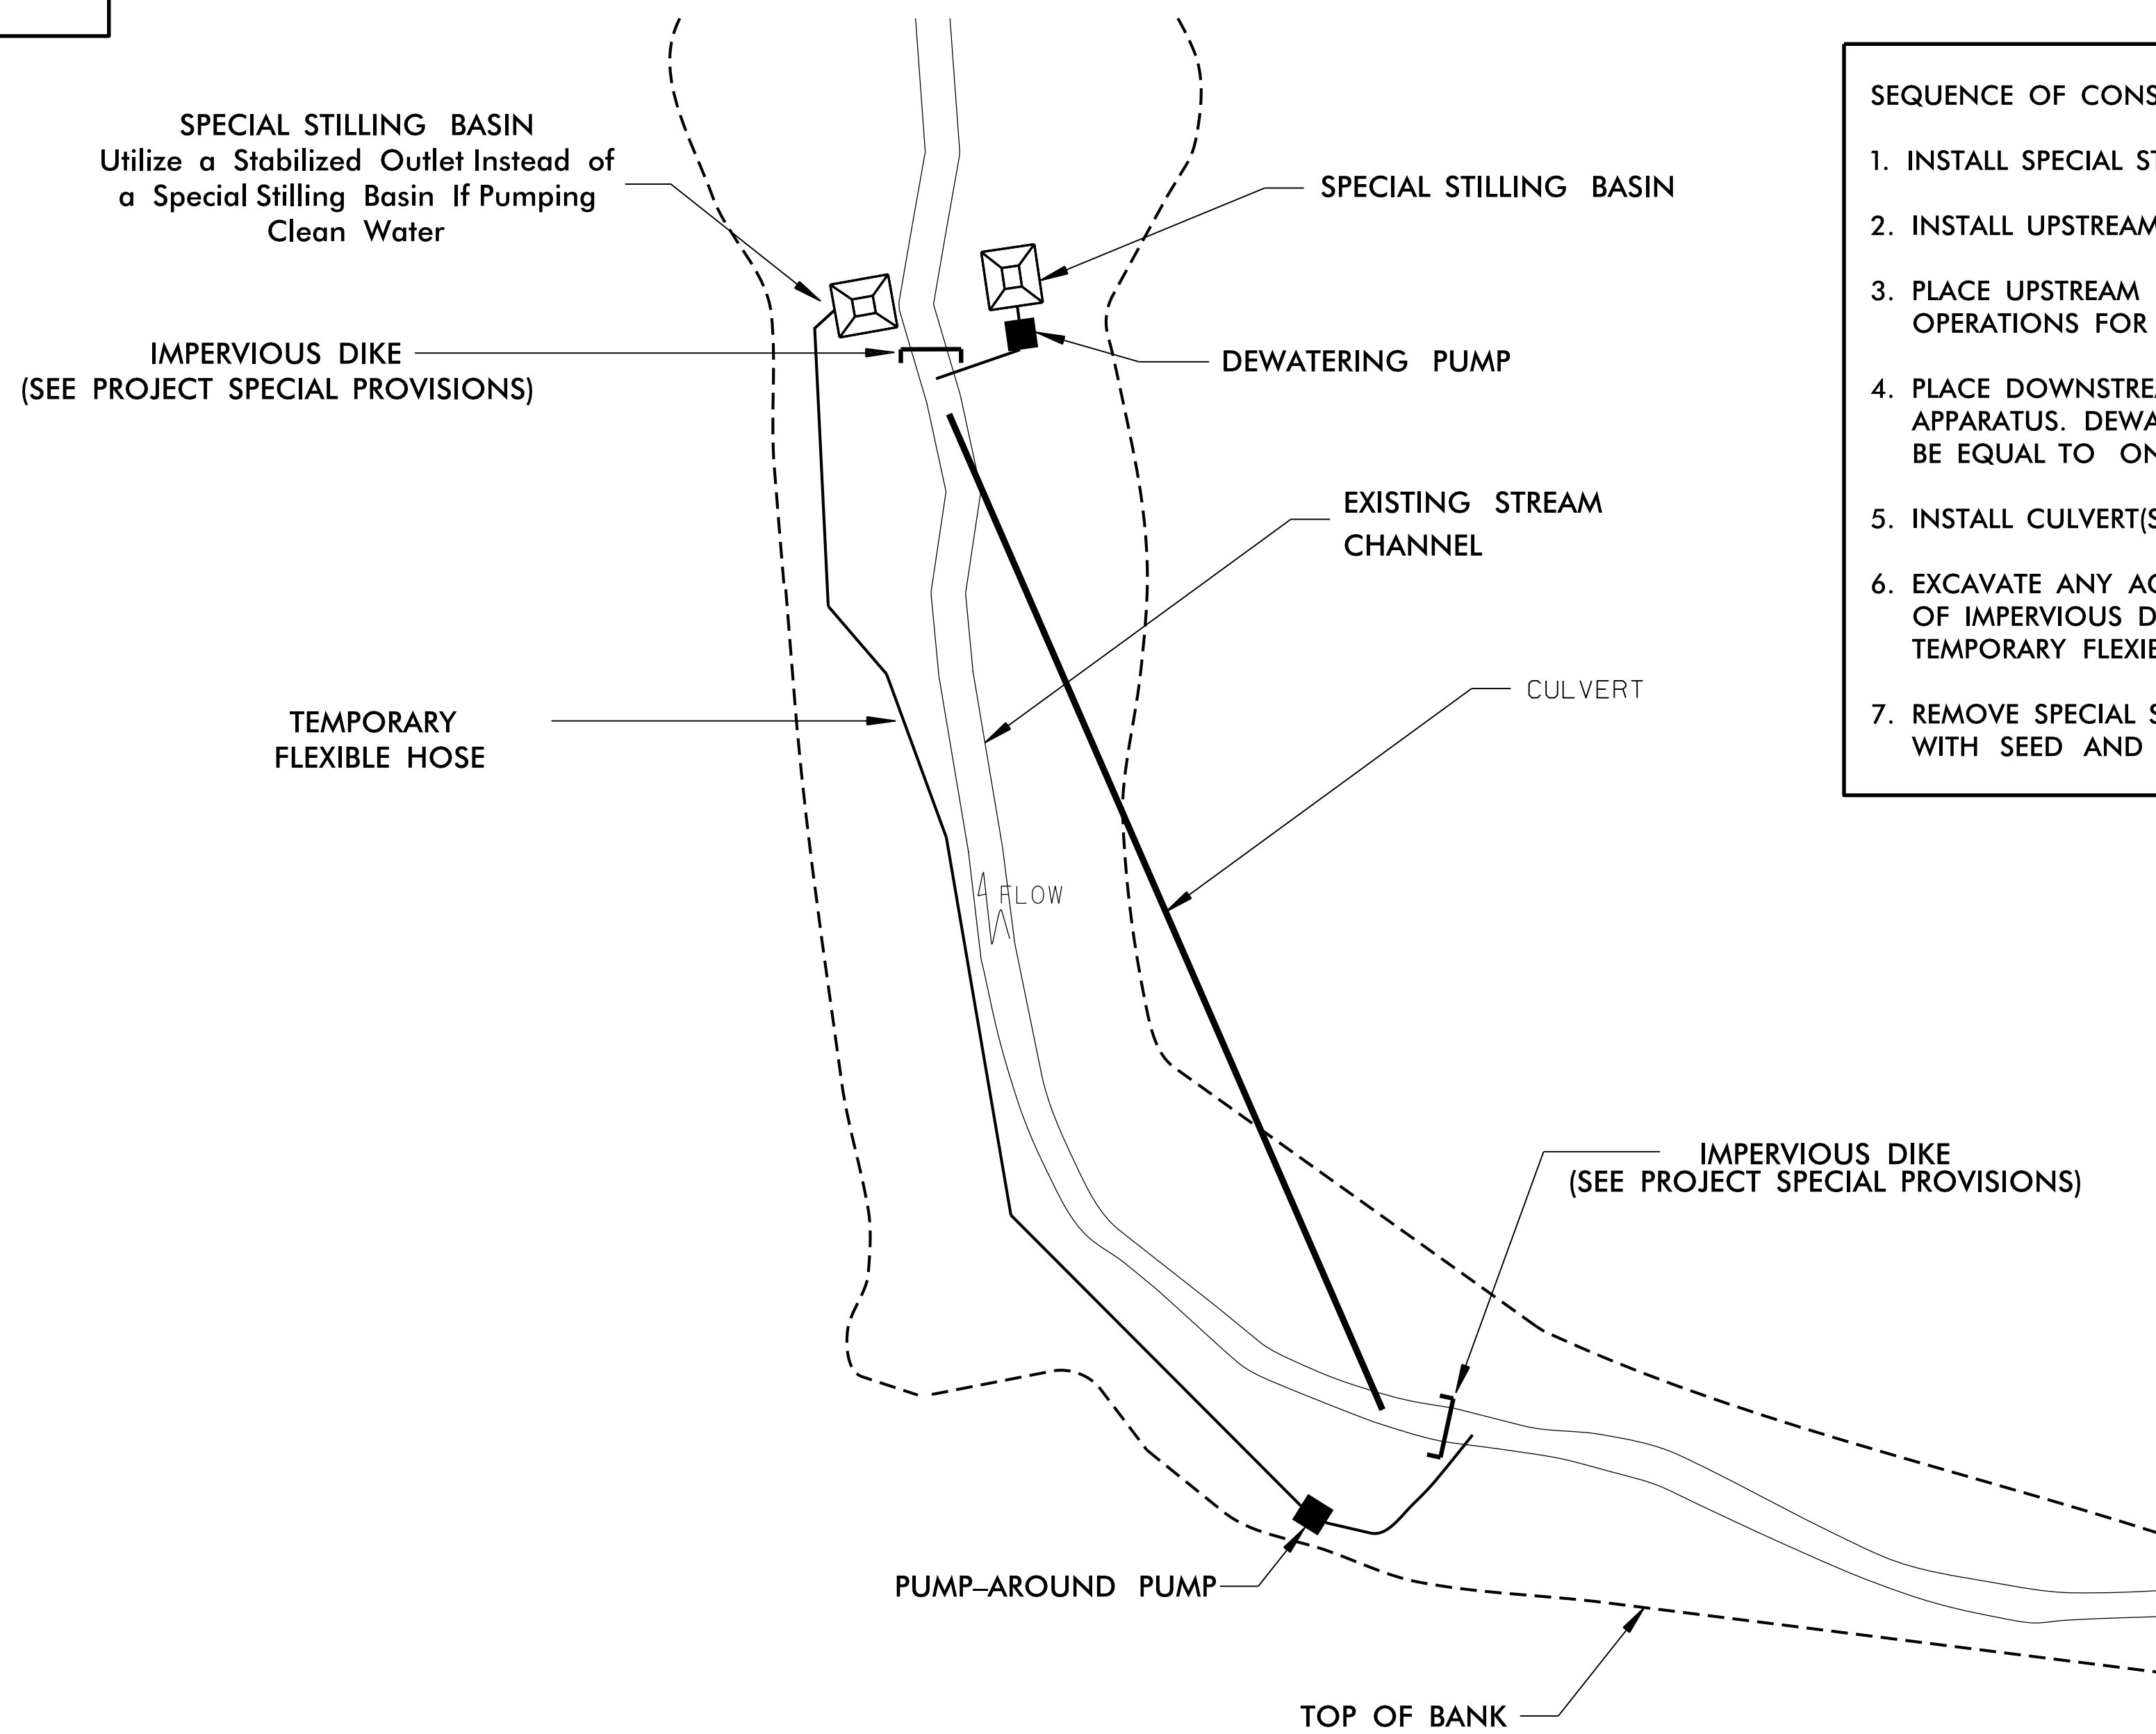 SPECIAL STILLING BASIN
Utilize a Stabilized Outlet Instead of
a Special Stilling Basin If Pumping
Clean Water
IMPERVIOUS DIKE
(SEE PROJECT SPECIAL PROVISIONS)
TEMPORARY
FLEXIBLE HOSE
SPECIAL STILLING BASIN
DEWATERING PUMP
EXISTING STREAM
CHANNEL
CULVERT
FLOW
IMPERVIOUS DIKE
(SEE PROJECT SPECIAL PROVISIONS)
PUMP-AROUND PUMP
TOP OF BANK
SEQUENCE OF CONS
1. INSTALL SPECIAL ST
2. INSTALL UPSTREAM
3. PLACE UPSTREAM
OPERATIONS FOR
4. PLACE DOWNSTREA
APPARATUS. DEWA
BE EQUAL TO ON
5. INSTALL CULVERT(S
6. EXCAVATE ANY AC
OF IMPERVIOUS D
TEMPORARY FLEXIB
7. REMOVE SPECIAL S
WITH SEED AND